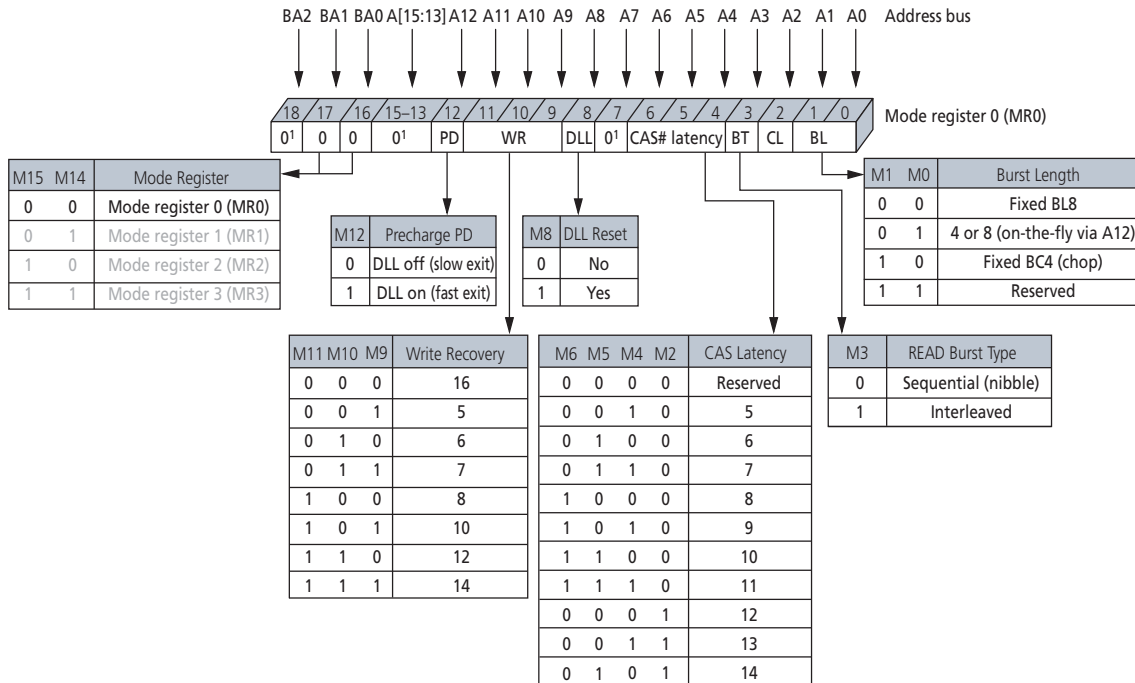 BA2 BA1 BA0 A[15:13] A12 A11 A10 A9 A8 A7 A6 A5 A4 A3 A2 A1 A0 Address bus
18 17 16 15–13 12 11 10 9 8 7 6 5 4 3 2 1 0 Mode register 0 (MR0)
0¹ 0 0 0¹ PD WR DLL 0¹ CAS# latency BT CL BL
M15 M14 Mode Register
0 0 Mode register 0 (MR0)
0 1 Mode register 1 (MR1)
1 0 Mode register 2 (MR2)
1 1 Mode register 3 (MR3)
M12 Precharge PD
0 DLL off (slow exit)
1 DLL on (fast exit)
M8 DLL Reset
0 No
1 Yes
M1 M0 Burst Length
0 0 Fixed BL8
0 1 4 or 8 (on-the-fly via A12)
1 0 Fixed BC4 (chop)
1 1 Reserved
M11 M10 M9 Write Recovery
0 0 0 16
0 0 1 5
0 1 0 6
0 1 1 7
1 0 0 8
1 0 1 10
1 1 0 12
1 1 1 14
M6 M5 M4 M2 CAS Latency
0 0 0 0 Reserved
0 0 1 0 5
0 1 0 0 6
0 1 1 0 7
1 0 0 0 8
1 0 1 0 9
1 1 0 0 10
1 1 1 0 11
0 0 0 1 12
0 0 1 1 13
0 1 0 1 14
M3 READ Burst Type
0 Sequential (nibble)
1 Interleaved